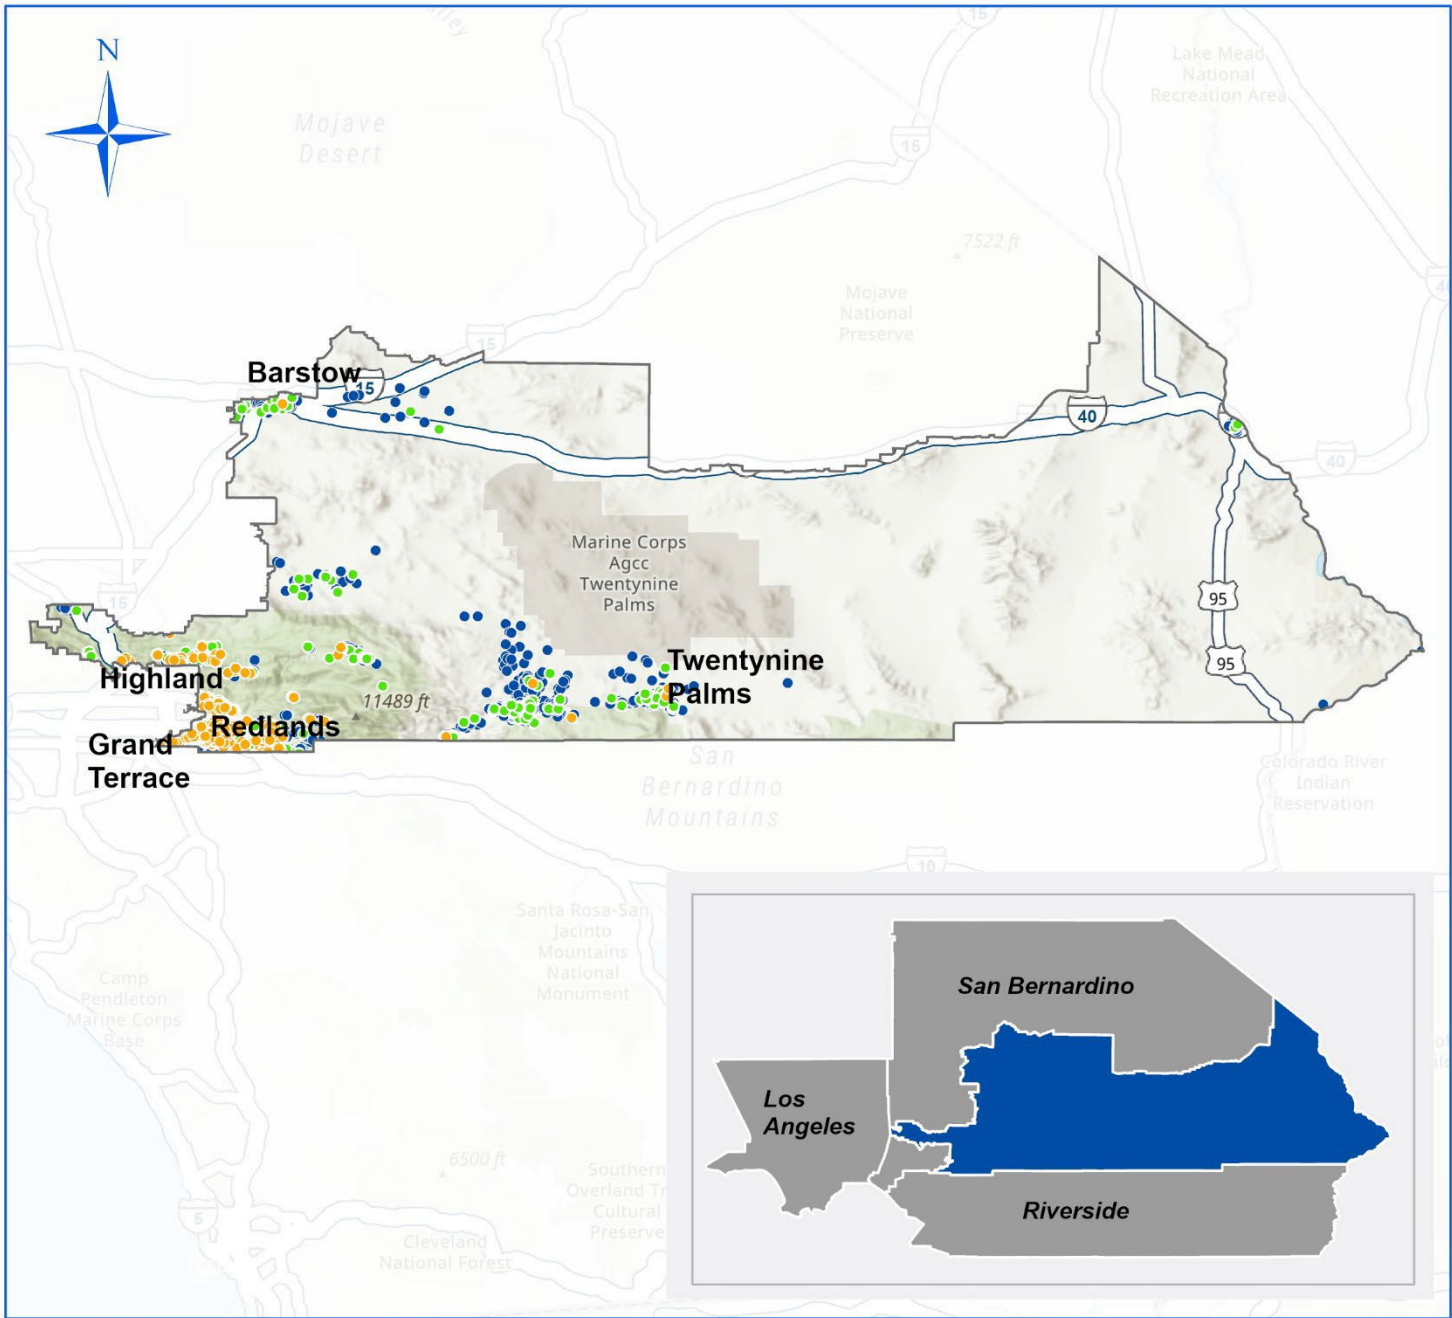 15
alley
N
Lake Mead
National
Recreation Area
Mojave
Desert
15
7522 ft
Mojave
National
Preserve
15
Barstow
15
40
40
Marine Corps
Agcc
Twentynine
Palms
15
95
95
Twentynine
Palms
Highland
11489 ft
Redlands
Grand
Terrace
San
Bernardino
Mountains
Colorado River
Indian
Reservation
10
Santa Rosa-San
Jacinto
Mountains
National
Monument
Camp
Pendleton
Marine Corps
Base
6500 ft
Southern
Overland Tr
Cultural
Preserve
5
Cleveland
National Forest
San Bernardino
Los
Angeles
Riverside